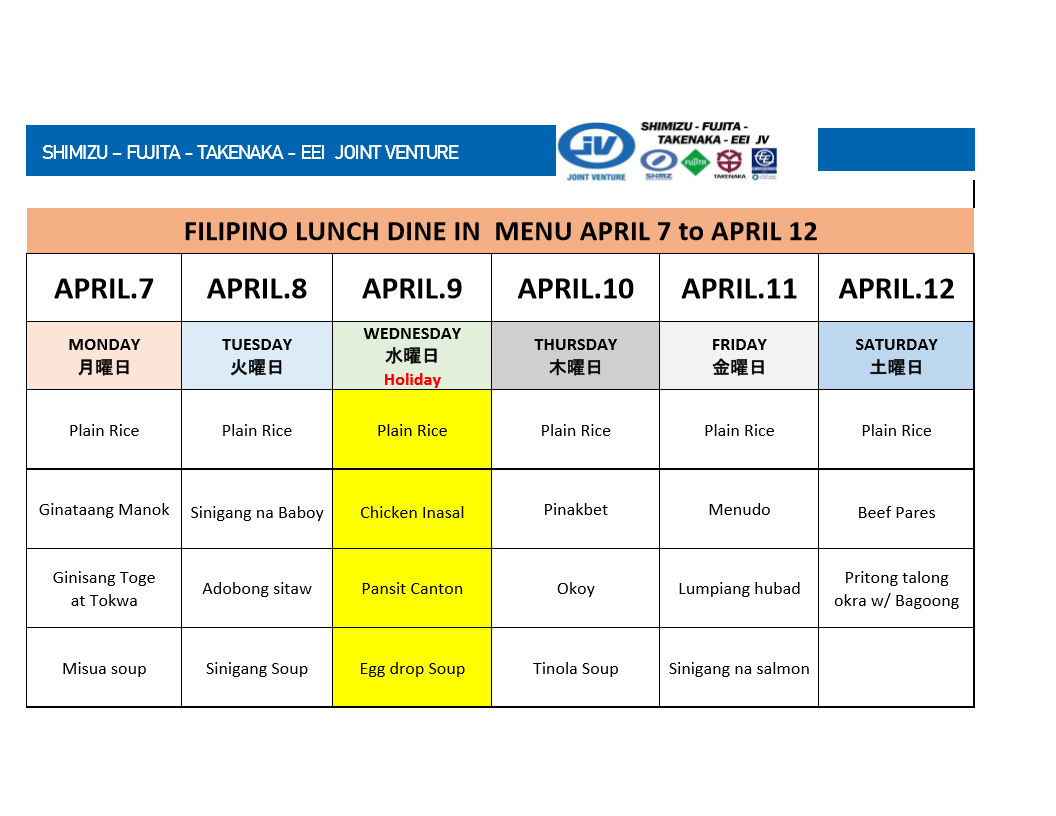 SHIMIZU – FUJITA - TAKENAKA - EEI JOINT VENTURE
JV
JOINT VENTURE
SHIMIZU - FUJITA -
TAKENAKA - EEI JV
SHMZ
FUJITA
TAKENAKA
FILIPINO LUNCH DINE IN MENU APRIL 7 to APRIL 12
APRIL.7
APRIL.8
APRIL.9
APRIL.10
APRIL.11
APRIL.12
MONDAY
月曜日
TUESDAY
火曜日
WEDNESDAY
水曜日
Holiday
THURSDAY
木曜日
FRIDAY
金曜日
SATURDAY
土曜日
Plain Rice
Plain Rice
Plain Rice
Plain Rice
Plain Rice
Plain Rice
Ginataang Manok
Sinigang na Baboy
Chicken Inasal
Pinakbet
Menudo
Beef Pares
Ginisang Toge
at Tokwa
Adobong sitaw
Pansit Canton
Okoy
Lumpiang hubad
Pritong talong
okra w/ Bagoong
Misua soup
Sinigang Soup
Egg drop Soup
Tinola Soup
Sinigang na salmon